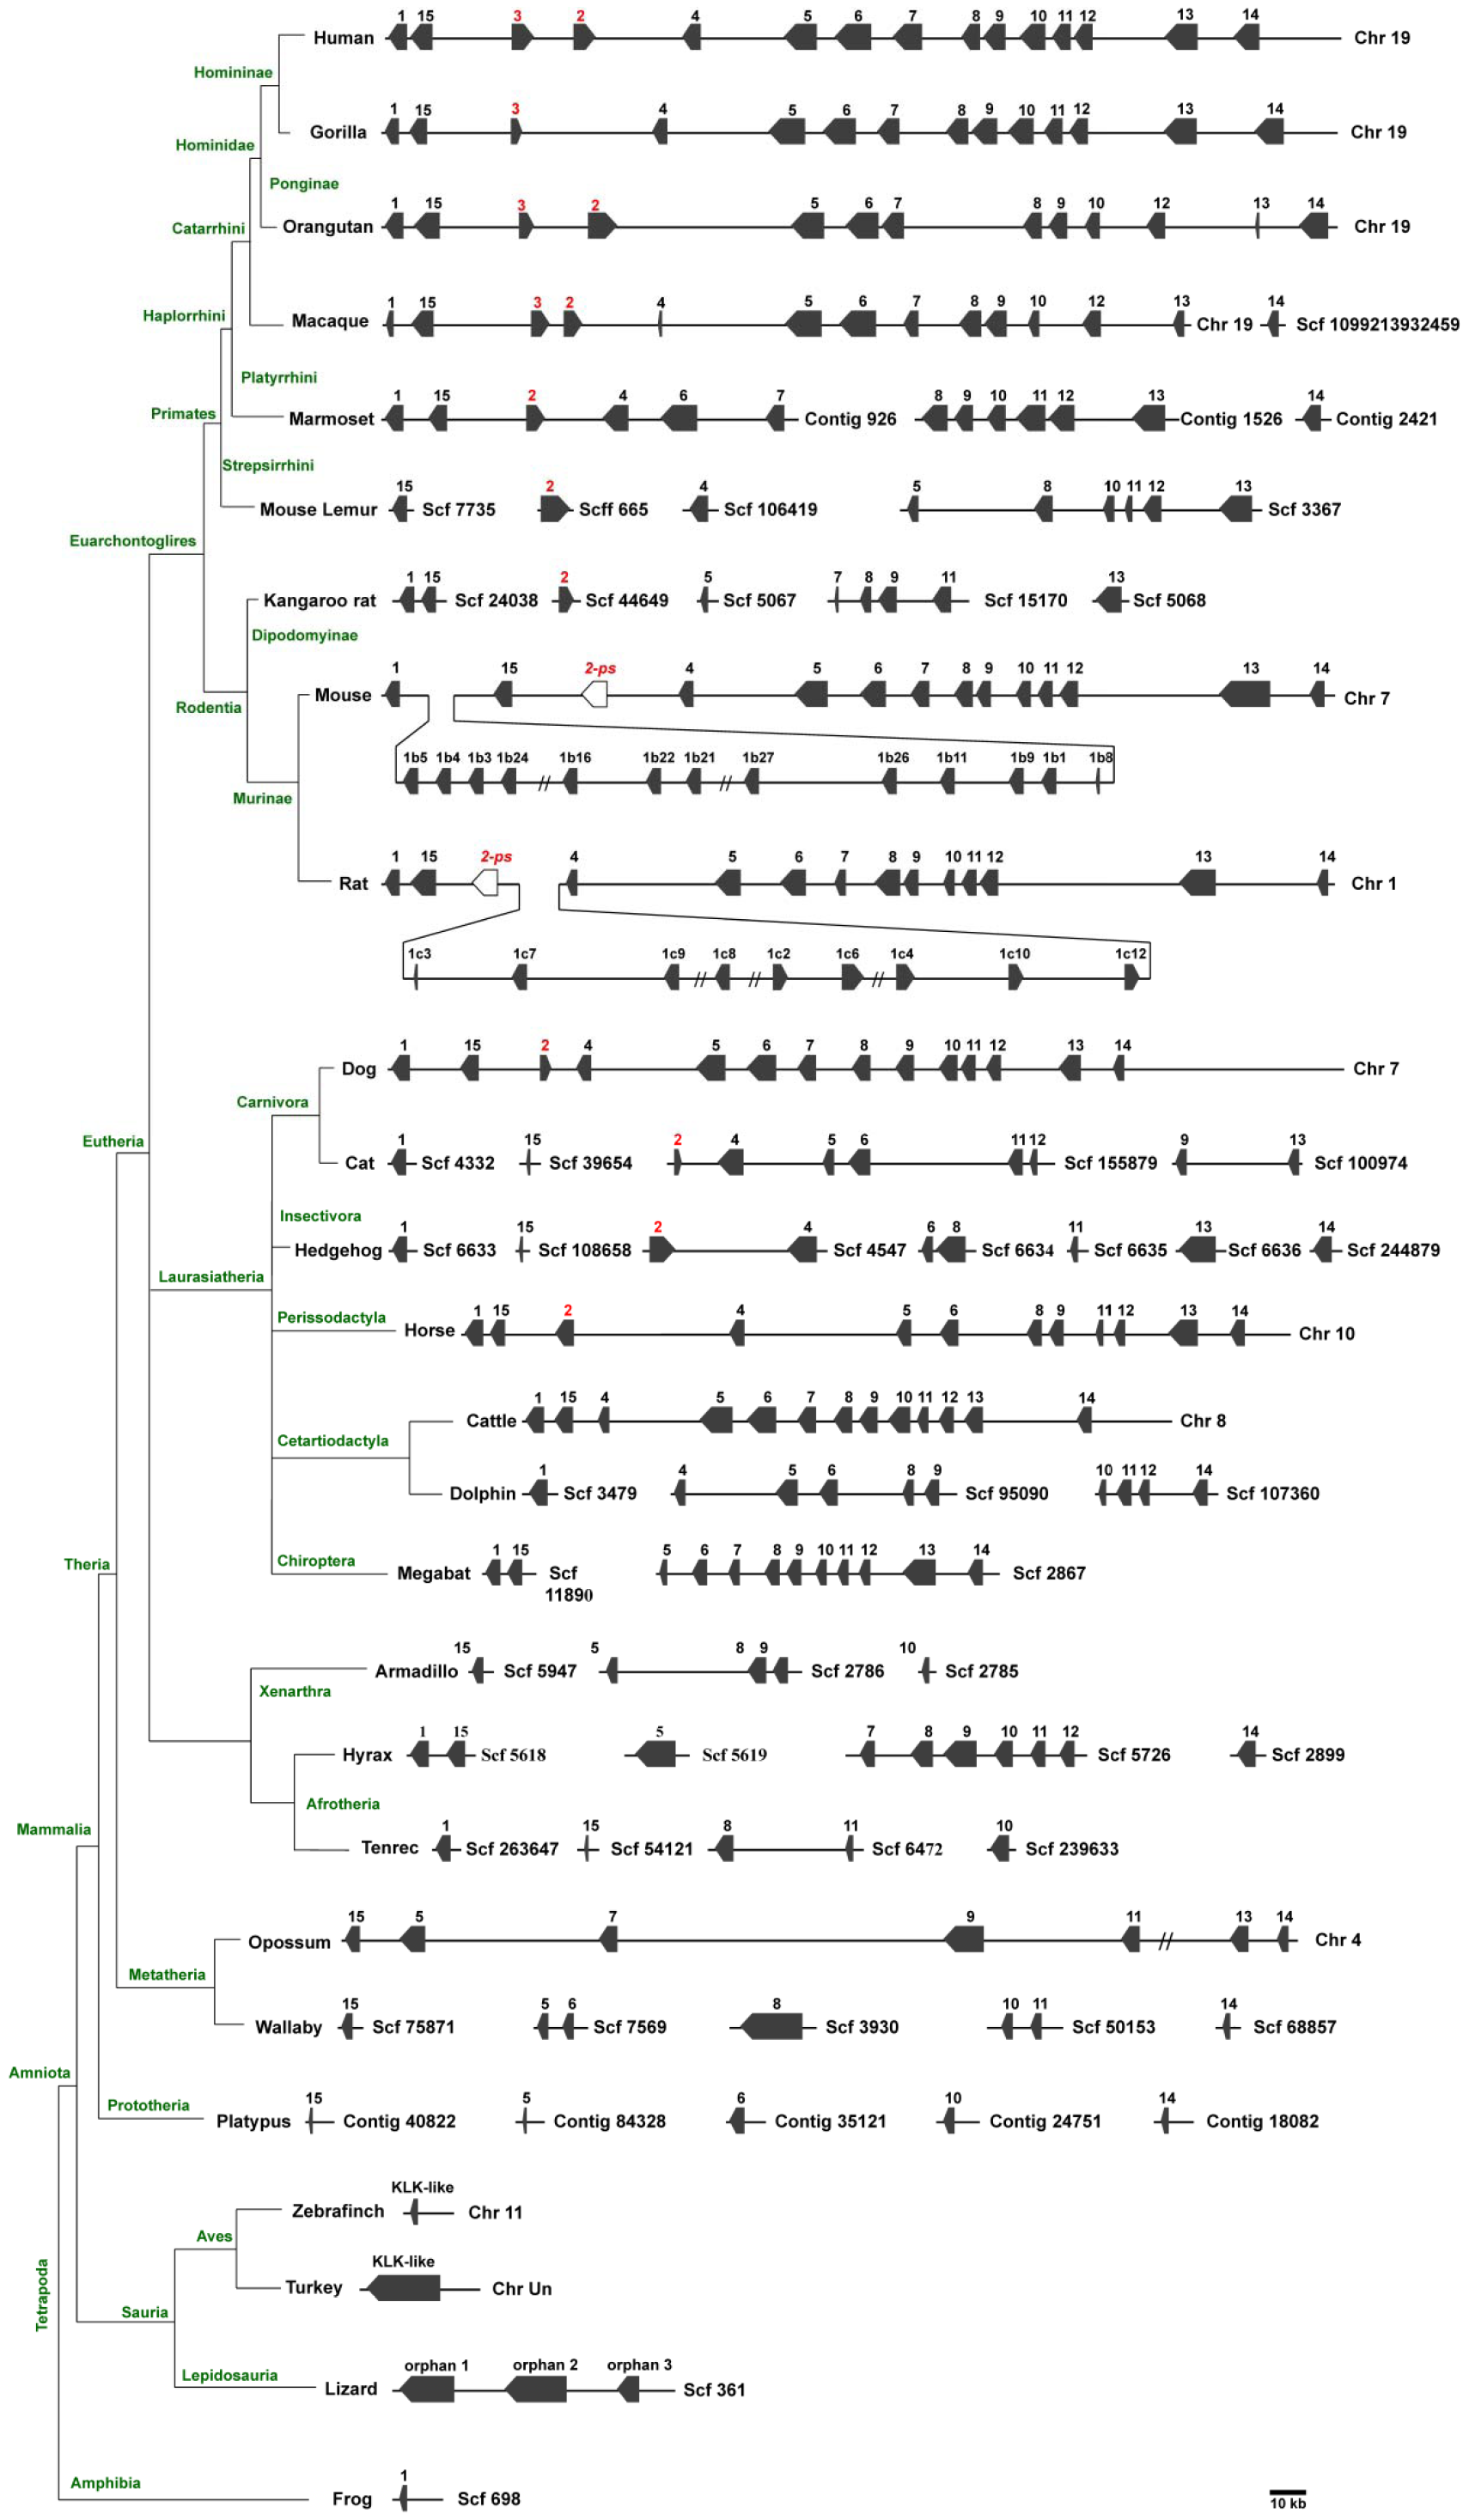 1 15 3 2 4 5 6 7 8 9 10 11 12 13 14
Human Chr 19
Homininae
1 15 3 4 5 6 7 8 9 10 11 12 13 14
Gorilla Chr 19
Hominidae
Ponginae
1 15 3 2 5 6 7 8 9 10 12 13 14
Orangutan Chr 19
Catarrhini
1 15 3 2 4 5 6 7 8 9 10 12 13 14
Macaque Chr 19 Scf 1099213932459
Haplorrhini
Platyrrhini
1 15 2 4 6 7 8 9 10 11 12 13 14
Marmoset Contig 926 Contig 1526 Contig 2421
Primates
Strepsirrhini
15 2 4 5 8 10 11 12 13
Mouse Lemur Scf 7735 Scff 665 Scf 106419 Scf 3367
Euarchontoglires
1 15 2 5 7 8 9 11 13
Kangaroo rat Scf 24038 Scf 44649 Scf 5067 Scf 15170 Scf 5068
Dipodomyinae
1 15 2-ps 4 5 6 7 8 9 10 11 12 13 14
Mouse Chr 7
Rodentia
1b5 1b4 1b3 1b24 // 1b16 1b22 1b21 // 1b27 1b26 1b11 1b9 1b1 1b8
Murinae
1 15 2-ps 4 5 6 7 8 9 10 11 12 13 14
Rat Chr 1
1c3 1c7 1c9 // 1c8 // 1c2 1c6 // 1c4 1c10 1c12
1 15 2 4 5 6 7 8 9 10 11 12 13 14
Dog Chr 7
Carnivora
Eutheria
1 15 2 4 5 6 11 12 9 13
Cat Scf 4332 Scf 39654 Scf 155879 Scf 100974
Insectivora
1 15 2 4 6 8 11 13 14
Hedgehog Scf 6633 Scf 108658 Scf 4547 Scf 6634 Scf 6635 Scf 6636 Scf 244879
Laurasiatheria
Perissodactyla
1 15 2 4 5 6 8 9 11 12 13 14
Horse Chr 10
1 15 4 5 6 7 8 9 10 11 12 13 14
Cattle Chr 8
Cetartiodactyla
1 4 5 6 8 9 10 11 12 14
Dolphin Scf 3479 Scf 95090 Scf 107360
Theria
Chiroptera
1 15 5 6 7 8 9 10 11 12 13 14
Megabat Scf 11890 Scf 2867
15 5 8 9 10
Armadillo Scf 5947 Scf 2786 Scf 2785
Xenarthra
1 15 5 7 8 9 10 11 12 14
Hyrax Scf 5618 Scf 5619 Scf 5726 Scf 2899
Afrotheria
Mammalia
1 15 8 11 10
Tenrec Scf 263647 Scf 54121 Scf 6472 Scf 239633
15 5 7 9 11 // 13 14
Opossum Chr 4
Metatheria
15 5 6 8 10 11 14
Wallaby Scf 75871 Scf 7569 Scf 3930 Scf 50153 Scf 68857
Amniota
Prototheria
15 5 6 10 14
Platypus Contig 40822 Contig 84328 Contig 35121 Contig 24751 Contig 18082
KLK-like
Zebrafinch Chr 11
Aves
KLK-like
Turkey Chr Un
Tetrapoda
Sauria
Lepidosauria
orphan 1 orphan 2 orphan 3
Lizard Scf 361
Amphibia
1
Frog Scf 698
10 kb